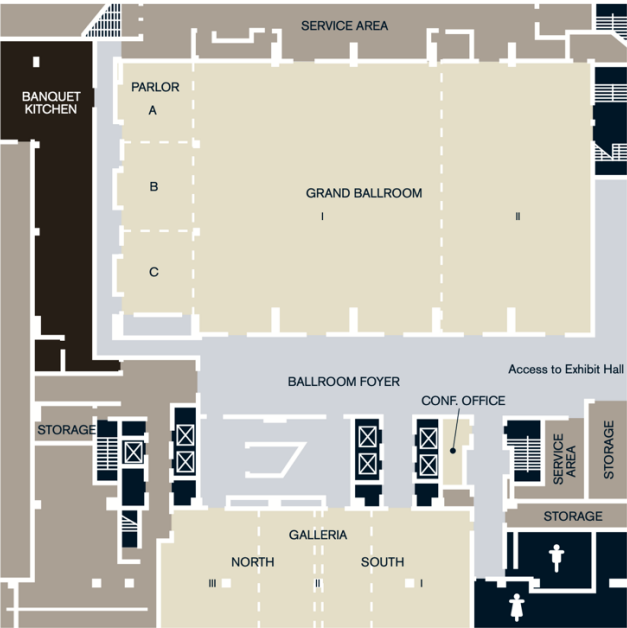 SERVICE AREA
BANQUET
KITCHEN
PARLOR
A
B
C
GRAND BALLROOM
I
II
Access to Exhibit Hall
BALLROOM FOYER
CONF. OFFICE
STORAGE
SERVICE
AREA
STORAGE
STORAGE
GALLERIA
NORTH
SOUTH
III
II
I